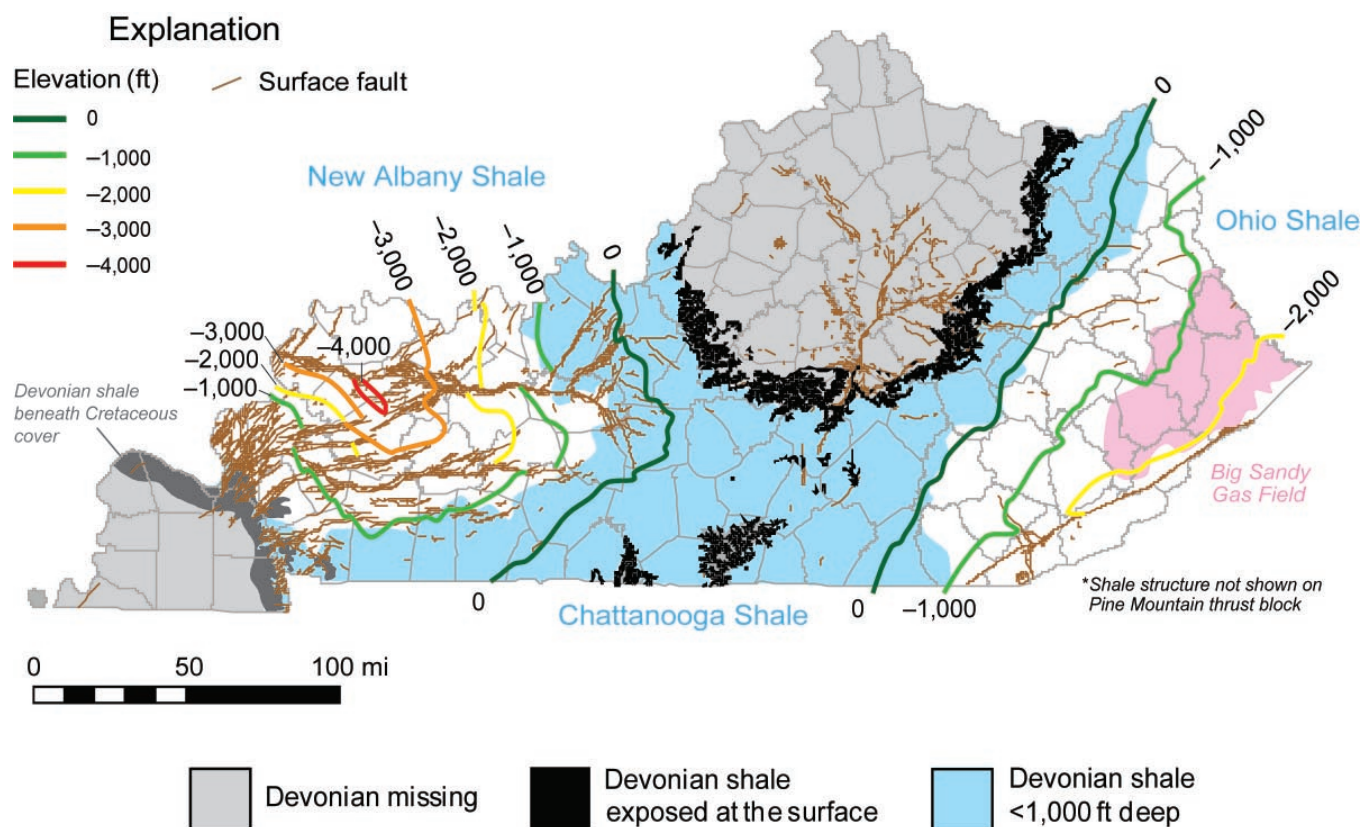 Explanation
Elevation (ft)
Surface fault
0
–1,000
–2,000
–3,000
–4,000
New Albany Shale
Ohio Shale
0
–1,000
–2,000
–3,000
–2,000
–1,000
0
–3,000
–2,000
–1,000
–4,000
Devonian shale
beneath Cretaceous
cover
Big Sandy
Gas Field
*Shale structure not shown on
Pine Mountain thrust block
0
Chattanooga Shale
0
–1,000
0
50
100 mi
Devonian missing
Devonian shale
exposed at the surface
Devonian shale
<1,000 ft deep